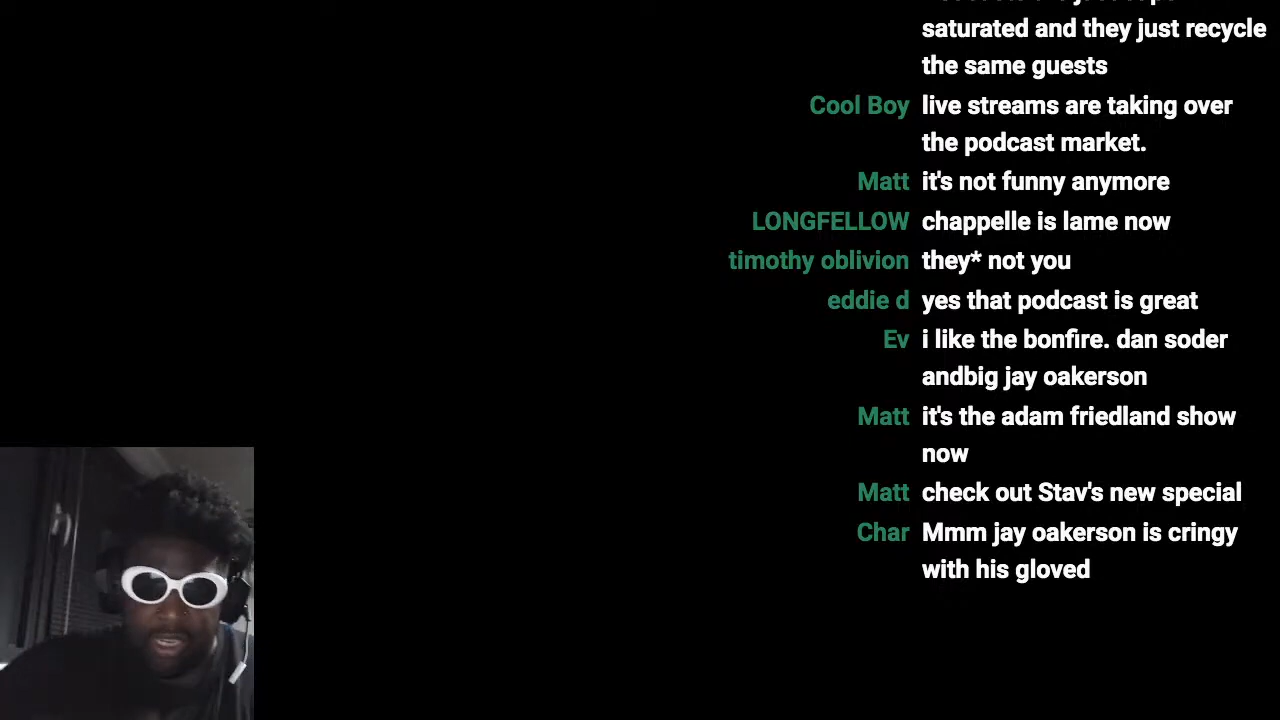 saturated and they just recycle
the same guests
Cool Boy live streams are taking over
the podcast market.
Matt it's not funny anymore
LONGFELLOW chappelle is lame now
timothy oblivion they* not you
eddie d yes that podcast is great
Ev i like the bonfire. dan soder
andbig jay oakerson
Matt it's the adam friedland show
now
Matt check out Stav's new special
Char Mmm jay oakerson is cringy
with his gloved